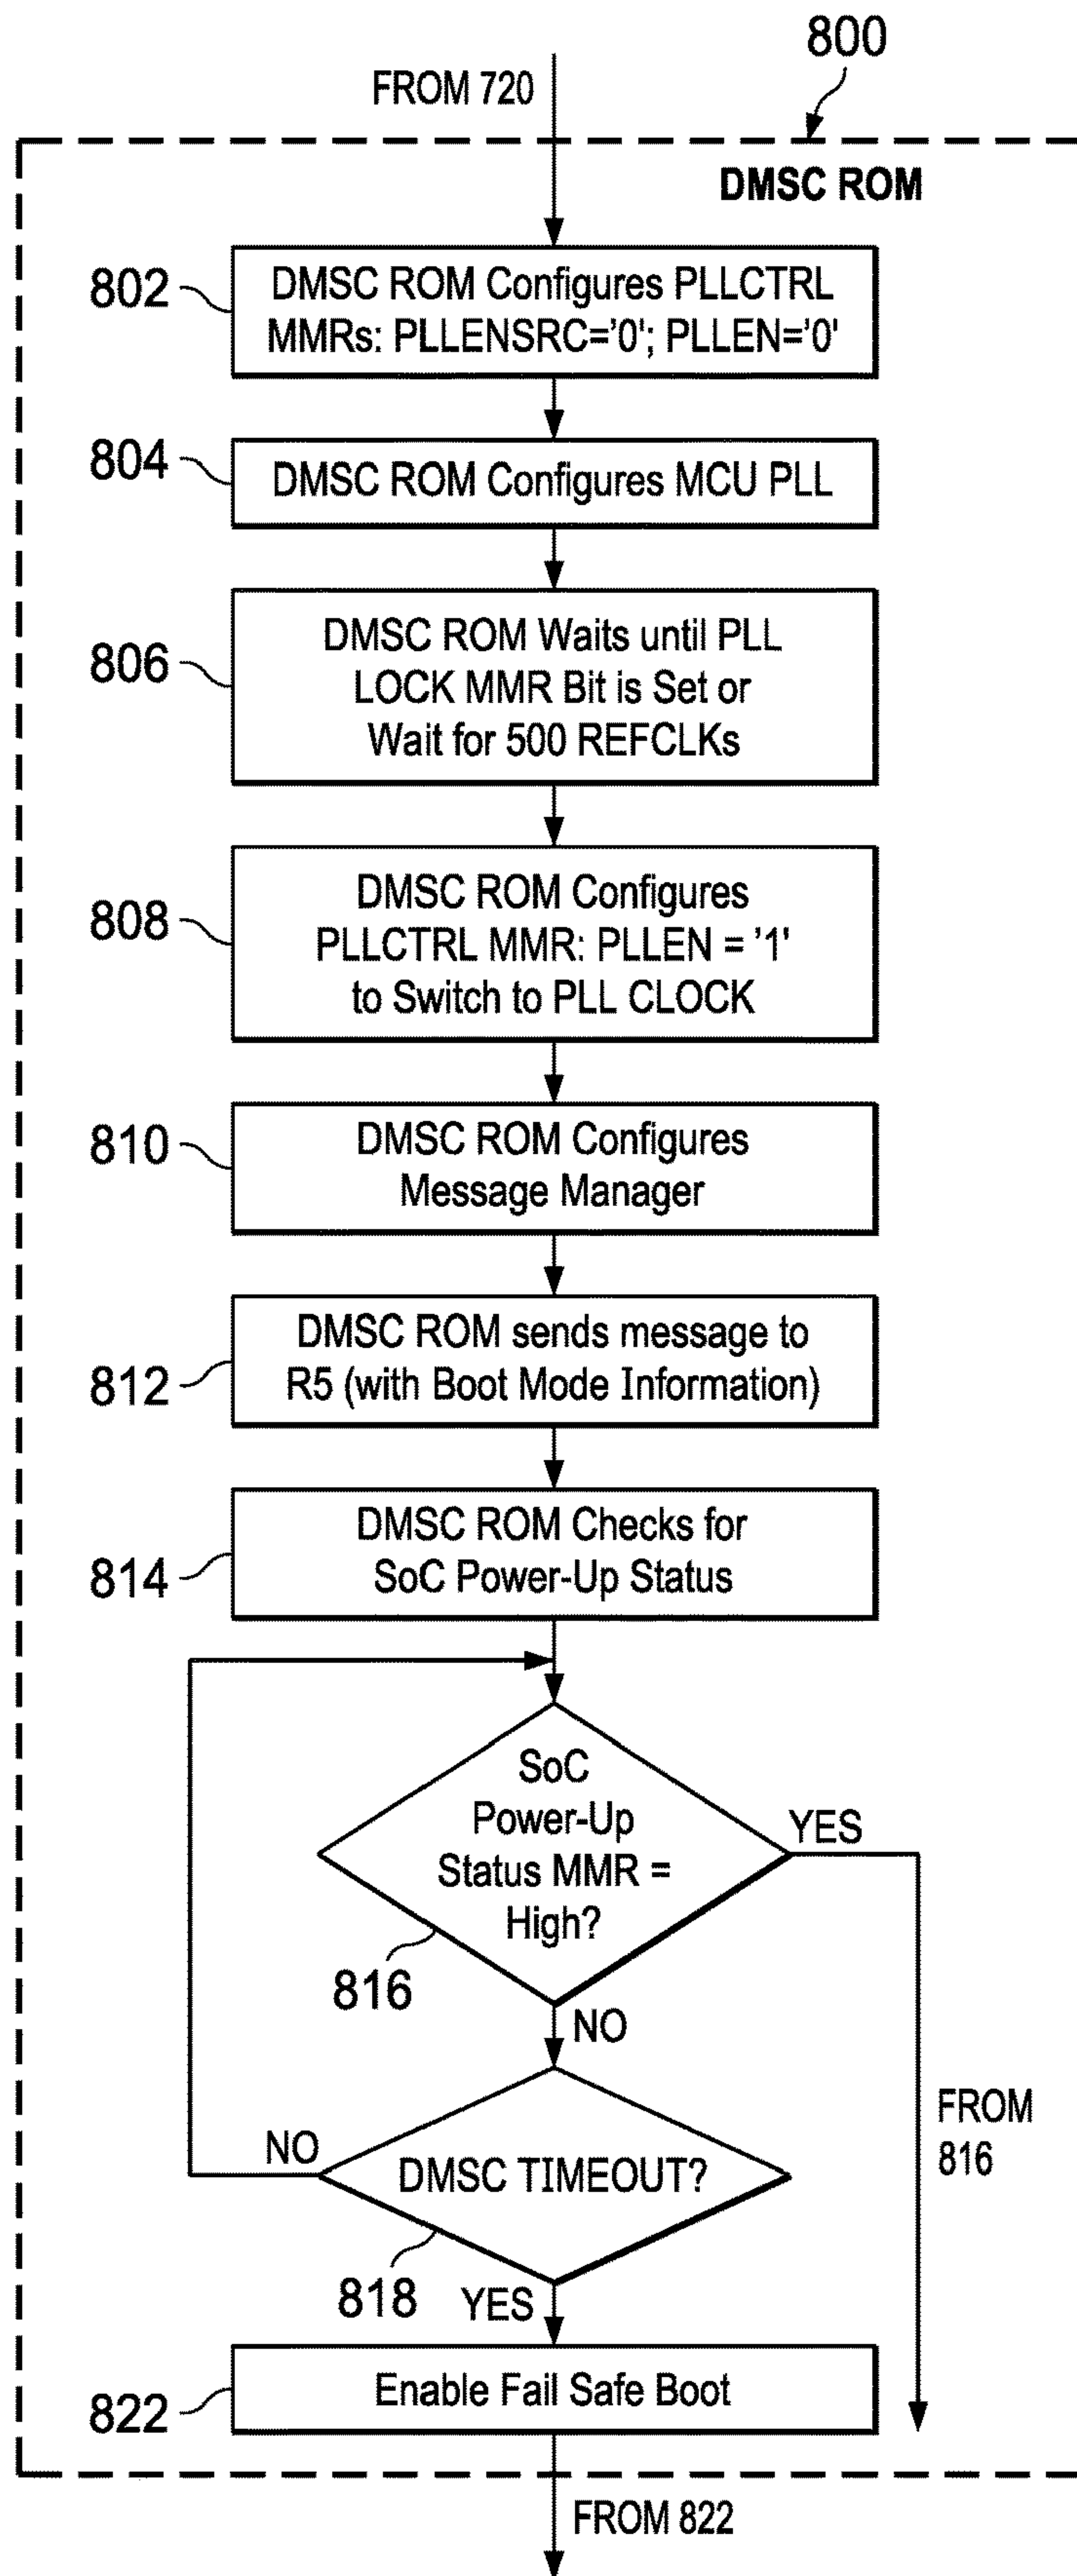 800
FROM 720
DMSC ROM
802
DMSC ROM Configures PLLCTRL
MMRs: PLLENSRC='0'; PLLEN='0'
804
DMSC ROM Configures MCU PLL
806
DMSC ROM Waits until PLL
LOCK MMR Bit is Set or
Wait for 500 REFCLKs
808
DMSC ROM Configures
PLLCTRL MMR: PLLEN = '1'
to Switch to PLL CLOCK
810
DMSC ROM Configures
Message Manager
812
DMSC ROM sends message to
R5 (with Boot Mode Information)
814
DMSC ROM Checks for
SoC Power-Up Status
SoC
Power-Up
Status MMR =
High?
YES
816
NO
FROM
816
NO
DMSC TIMEOUT?
818
YES
822
Enable Fail Safe Boot
FROM 822